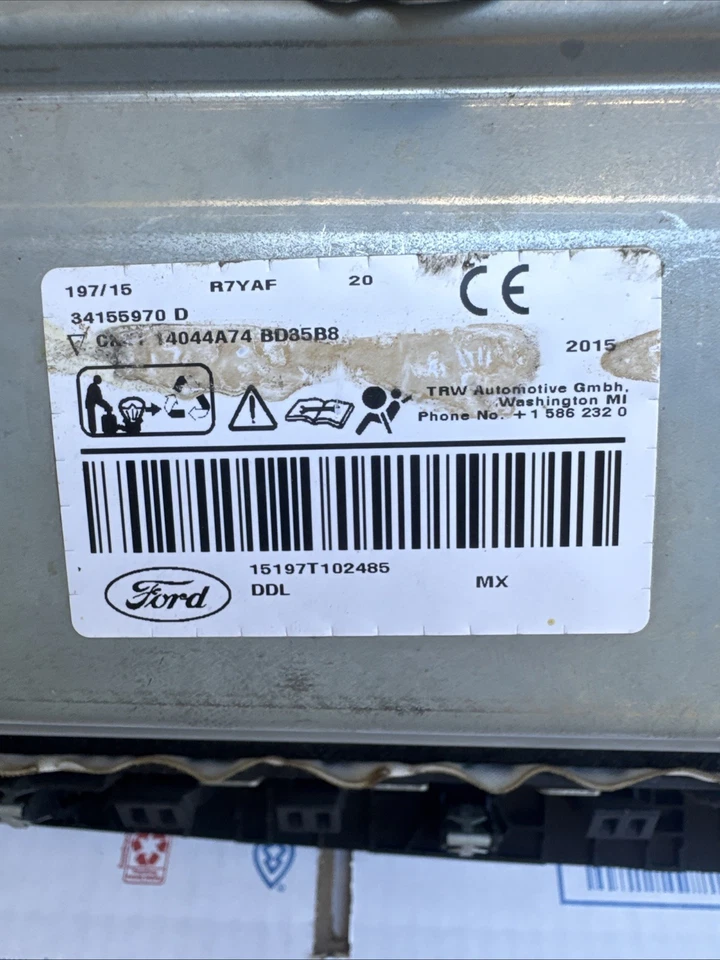 197/15 R7YAF 20 CE
34155970 D
14044A74 BD85B8 2015
TRW Automotive Gmbh,
Washington MI
Phone No. +1 586 232 0
15197T102485
Ford DDL MX